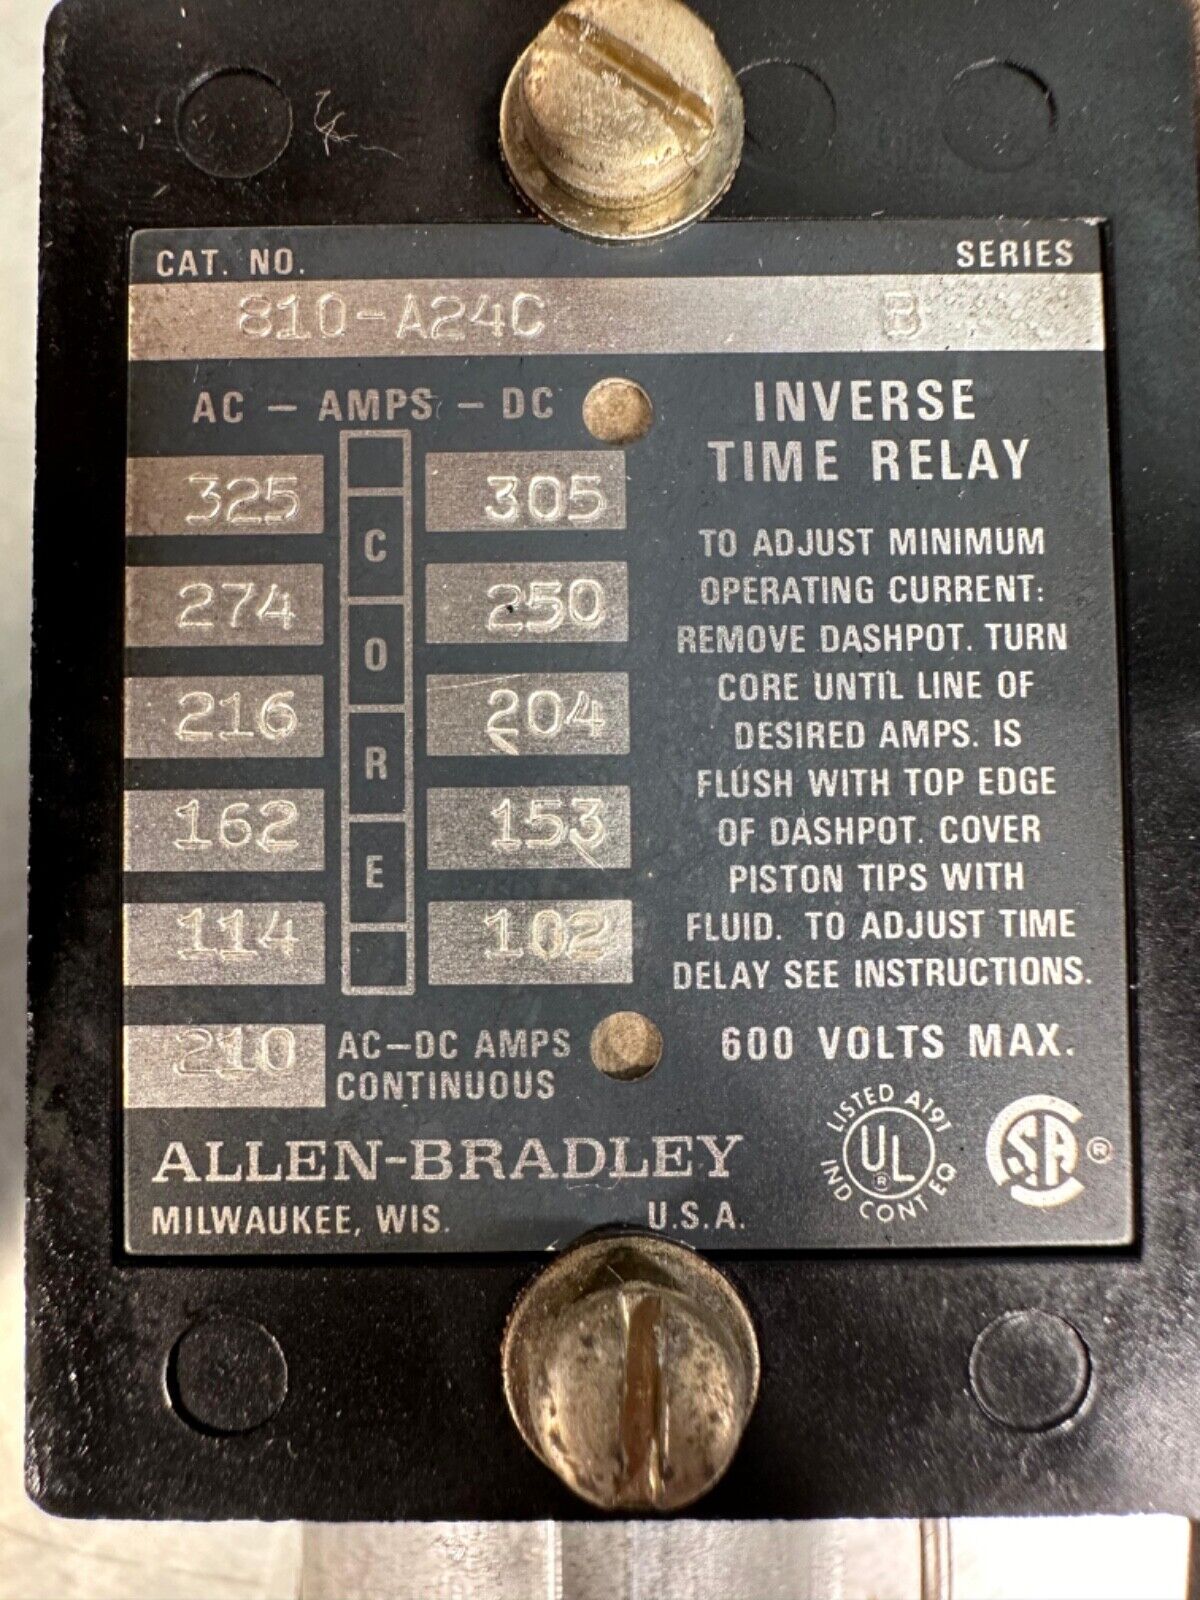 CAT. NO. SERIES
810-A24C B
AC - AMPS - DC
325 305
274 C 250
216 O 204
162 R 153
114 E 102
210 AC-DC AMPS CONTINUOUS
INVERSE
TIME RELAY
TO ADJUST MINIMUM
OPERATING CURRENT:
REMOVE DASHPOT. TURN
CORE UNTIL LINE OF
DESIRED AMPS. IS
FLUSH WITH TOP EDGE
OF DASHPOT. COVER
PISTON TIPS WITH
FLUID. TO ADJUST TIME
DELAY SEE INSTRUCTIONS.
600 VOLTS MAX.
LISTED A191
UL ®
IND CONT EQ
CSA ®
ALLEN-BRADLEY
MILWAUKEE, WIS. U.S.A.